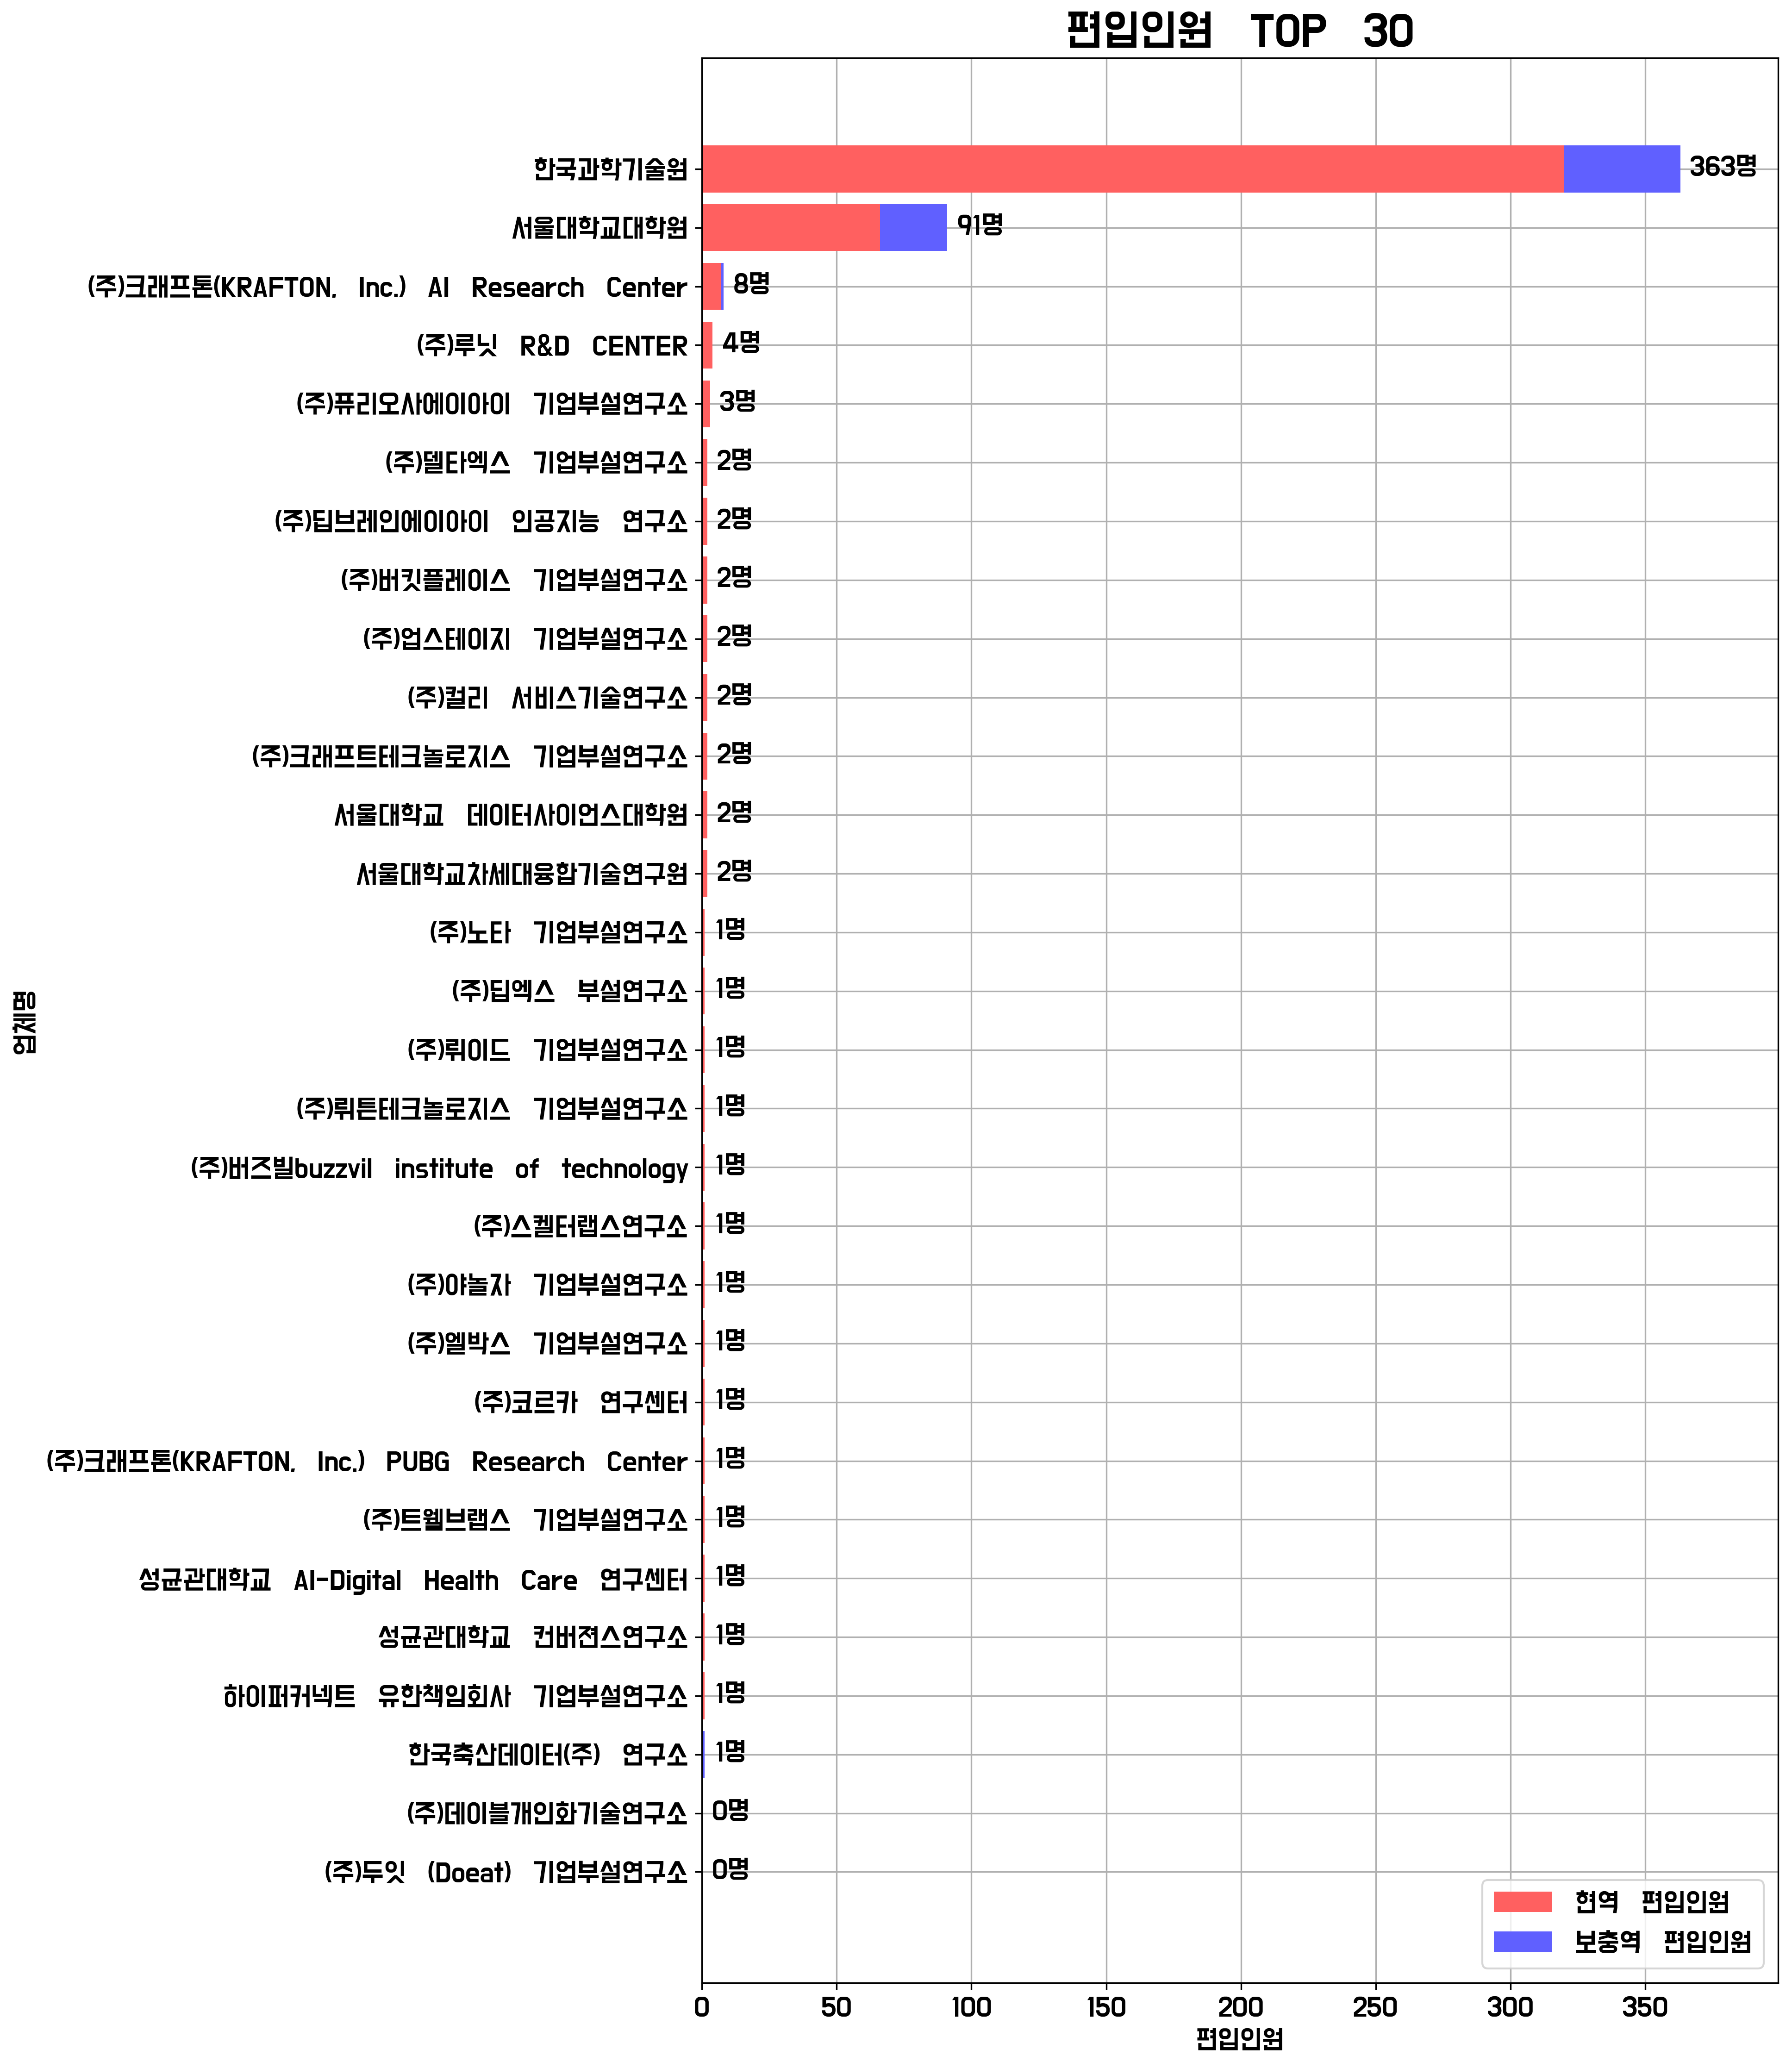 편입인원 TOP 30
한국과학기술원 363명
서울대학교대학원 91명
(주)크래프톤(KRAFTON, Inc.) AI Research Center 8명
(주)루닛 R&D CENTER 4명
(주)퓨리오사에이아이 기업부설연구소 3명
(주)델타엑스 기업부설연구소 2명
(주)딥브레인에이아이 인공지능 연구소 2명
(주)버킷플레이스 기업부설연구소 2명
(주)업스테이지 기업부설연구소 2명
(주)컬리 서비스기술연구소 2명
(주)크래프트테크놀로지스 기업부설연구소 2명
서울대학교 데이터사이언스대학원 2명
서울대학교차세대융합기술연구원 2명
(주)노타 기업부설연구소 1명
(주)딥엑스 부설연구소 1명
(주)뤼이드 기업부설연구소 1명
(주)뤼튼테크놀로지스 기업부설연구소 1명
(주)버즈빌buzzvil institute of technology 1명
(주)스켈터랩스연구소 1명
(주)야놀자 기업부설연구소 1명
(주)엘박스 기업부설연구소 1명
(주)코르카 연구센터 1명
(주)크래프톤(KRAFTON, Inc.) PUBG Research Center 1명
(주)트웰브랩스 기업부설연구소 1명
성균관대학교 AI-Digital Health Care 연구센터 1명
성균관대학교 컨버젼스연구소 1명
하이퍼커넥트 유한책임회사 기업부설연구소 1명
한국축산데이터(주) 연구소 1명
(주)데이블개인화기술연구소 0명
(주)두잇 (Doeat) 기업부설연구소 0명
업체명
현역 편입인원
보충역 편입인원
0 50 100 150 200 250 300 350
편입인원